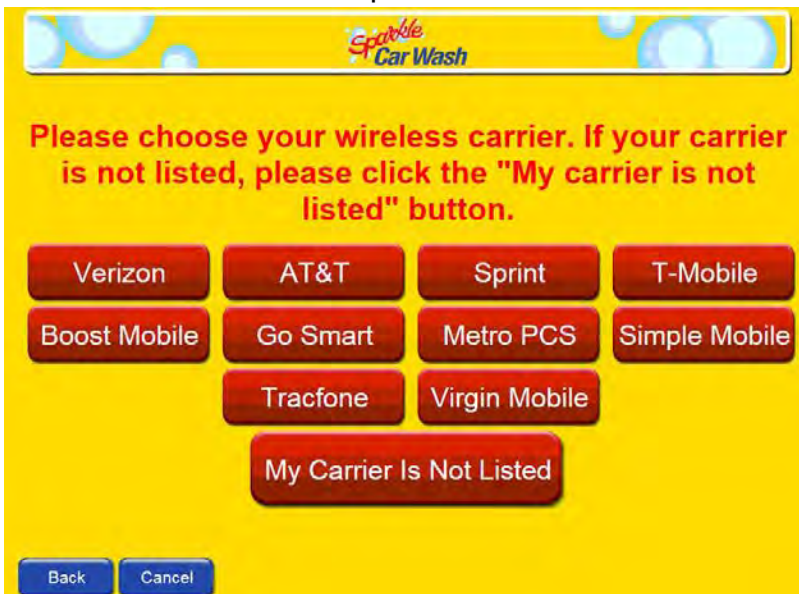 Sparkle
Car Wash
Please choose your wireless carrier. If your carrier
is not listed, please click the "My carrier is not
listed" button.
Verizon AT&T Sprint T-Mobile
Boost Mobile Go Smart Metro PCS Simple Mobile
Tracfone Virgin Mobile
My Carrier Is Not Listed
Back Cancel